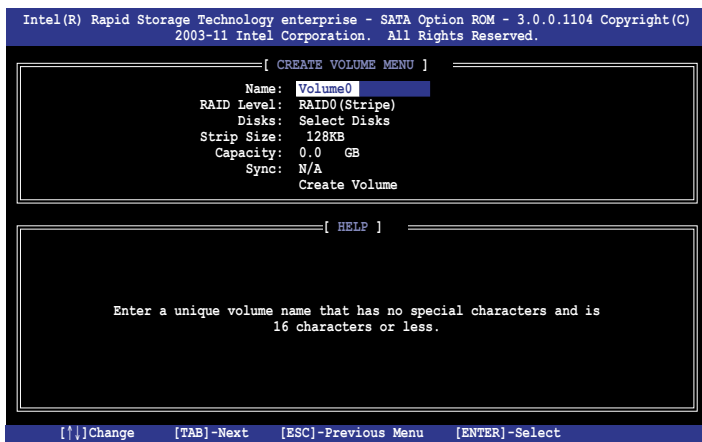 Intel(R) Rapid Storage Technology enterprise - SATA Option ROM - 3.0.0.1104 Copyright(C)
2003-11 Intel Corporation. All Rights Reserved.
[ CREATE VOLUME MENU ]
Name: Volume0
RAID Level: RAID0(Stripe)
Disks: Select Disks
Strip Size: 128KB
Capacity: 0.0 GB
Sync: N/A
Create Volume
[ HELP ]
Enter a unique volume name that has no special characters and is
16 characters or less.
[↑↓]Change [TAB]-Next [ESC]-Previous Menu [ENTER]-Select